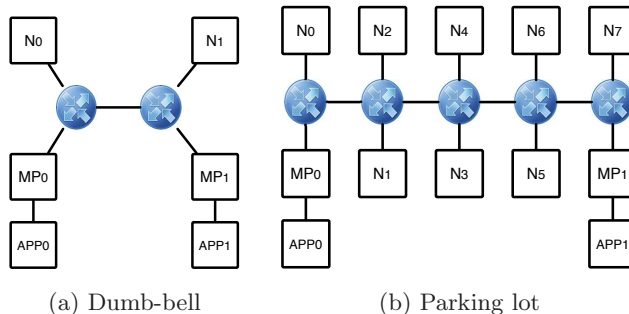 N0 N1
MP0 MP1
APP0 APP1
(a) Dumb-bell
N0 N2 N4 N6 N7
MP0 N1 N3 N5 MP1
APP0 APP1
(b) Parking lot